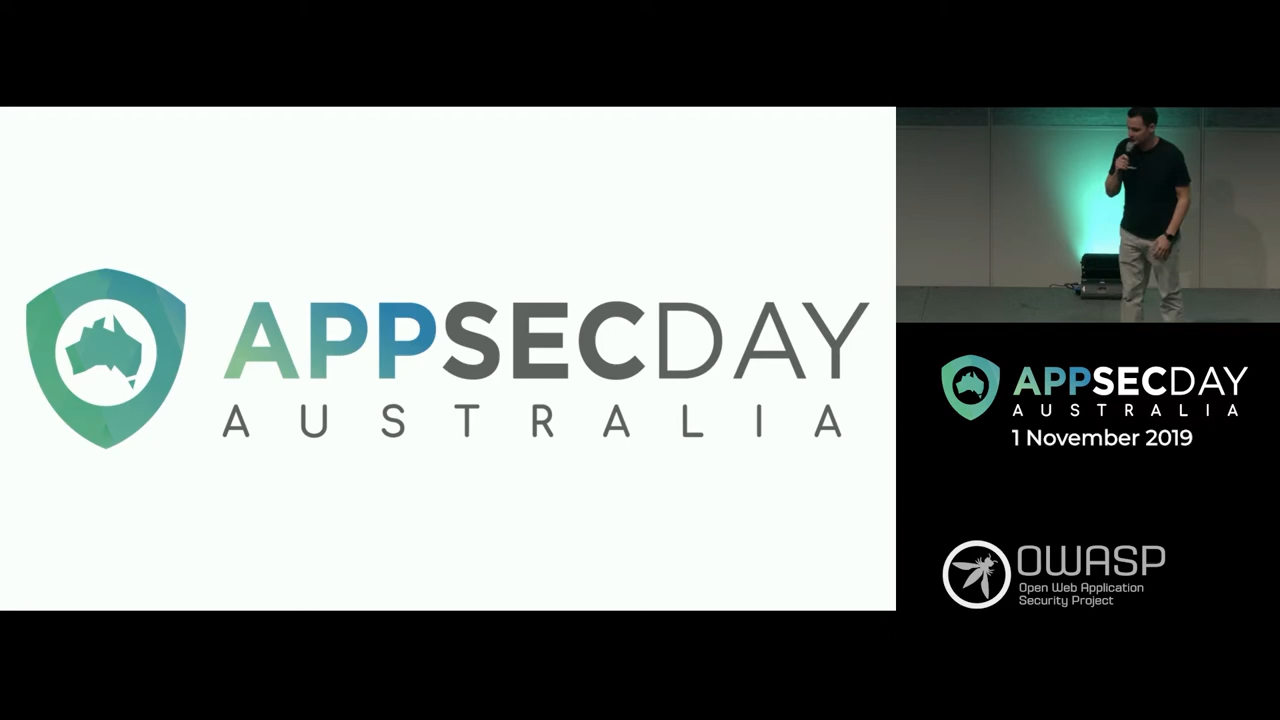 APPSECDAY
AUSTRALIA
APPSECDAY
AUSTRALIA
1 November 2019
OWASP
Open Web Application
Security Project